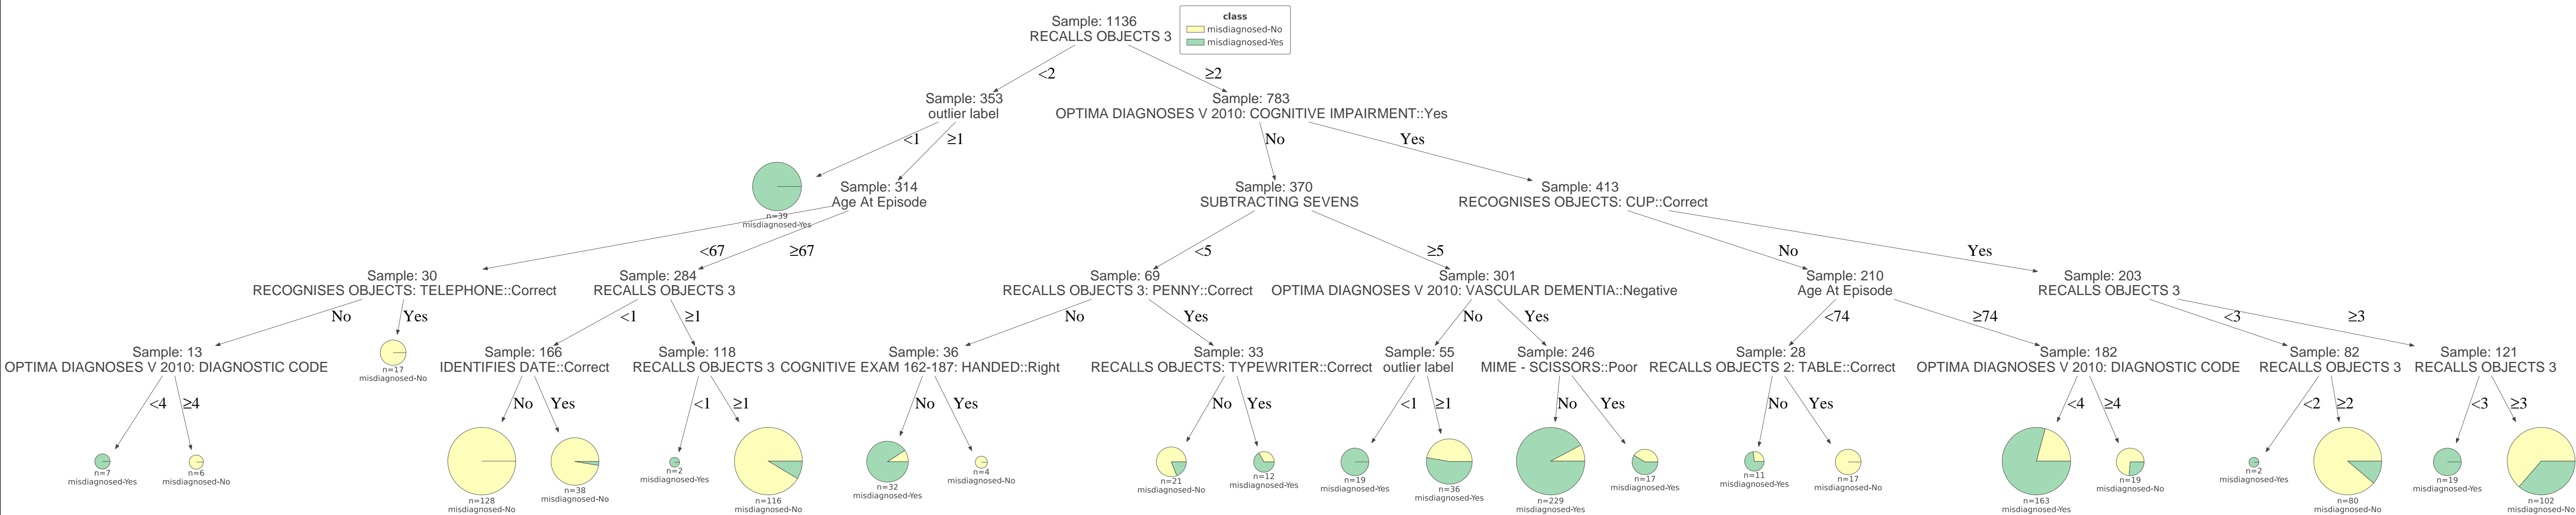 Sample: 1136
RECALLS OBJECTS 3
class
misdiagnosed-No
misdiagnosed-Yes
<2
≥2
Sample: 353
outlier label
Sample: 783
OPTIMA DIAGNOSES V 2010: COGNITIVE IMPAIRMENT::Yes
<1
≥1
No
Yes
n=39
misdiagnosed-Yes
Sample: 314
Age At Episode
Sample: 370
SUBTRACTING SEVENS
Sample: 413
RECOGNISES OBJECTS: CUP::Correct
<67
≥67
<5
≥5
No
Yes
Sample: 30
RECOGNISES OBJECTS: TELEPHONE::Correct
Sample: 284
RECALLS OBJECTS 3
Sample: 69
RECALLS OBJECTS 3: PENNY::Correct
Sample: 301
OPTIMA DIAGNOSES V 2010: VASCULAR DEMENTIA::Negative
Sample: 210
Age At Episode
Sample: 203
RECALLS OBJECTS 3
No
Yes
<1
≥1
No
Yes
No
Yes
<74
≥74
<3
≥3
Sample: 13
OPTIMA DIAGNOSES V 2010: DIAGNOSTIC CODE
n=17
misdiagnosed-No
Sample: 166
IDENTIFIES DATE::Correct
Sample: 118
RECALLS OBJECTS 3
Sample: 36
COGNITIVE EXAM 162-187: HANDED::Right
Sample: 33
RECALLS OBJECTS: TYPEWRITER::Correct
Sample: 55
outlier label
Sample: 246
MIME - SCISSORS::Poor
Sample: 28
RECALLS OBJECTS 2: TABLE::Correct
Sample: 182
OPTIMA DIAGNOSES V 2010: DIAGNOSTIC CODE
Sample: 82
RECALLS OBJECTS 3
Sample: 121
RECALLS OBJECTS 3
<4
≥4
No
Yes
<1
≥1
No
Yes
No
Yes
<1
≥1
No
Yes
No
Yes
<4
≥4
<2
≥2
<3
≥3
n=7
misdiagnosed-Yes
n=6
misdiagnosed-No
n=128
misdiagnosed-No
n=38
misdiagnosed-No
n=2
misdiagnosed-Yes
n=116
misdiagnosed-No
n=32
misdiagnosed-Yes
n=4
misdiagnosed-No
n=21
misdiagnosed-No
n=12
misdiagnosed-Yes
n=19
misdiagnosed-Yes
n=36
misdiagnosed-Yes
n=229
misdiagnosed-Yes
n=17
misdiagnosed-Yes
n=11
misdiagnosed-Yes
n=17
misdiagnosed-No
n=163
misdiagnosed-Yes
n=19
misdiagnosed-No
n=2
misdiagnosed-Yes
n=80
misdiagnosed-No
n=19
misdiagnosed-Yes
n=102
misdiagnosed-No